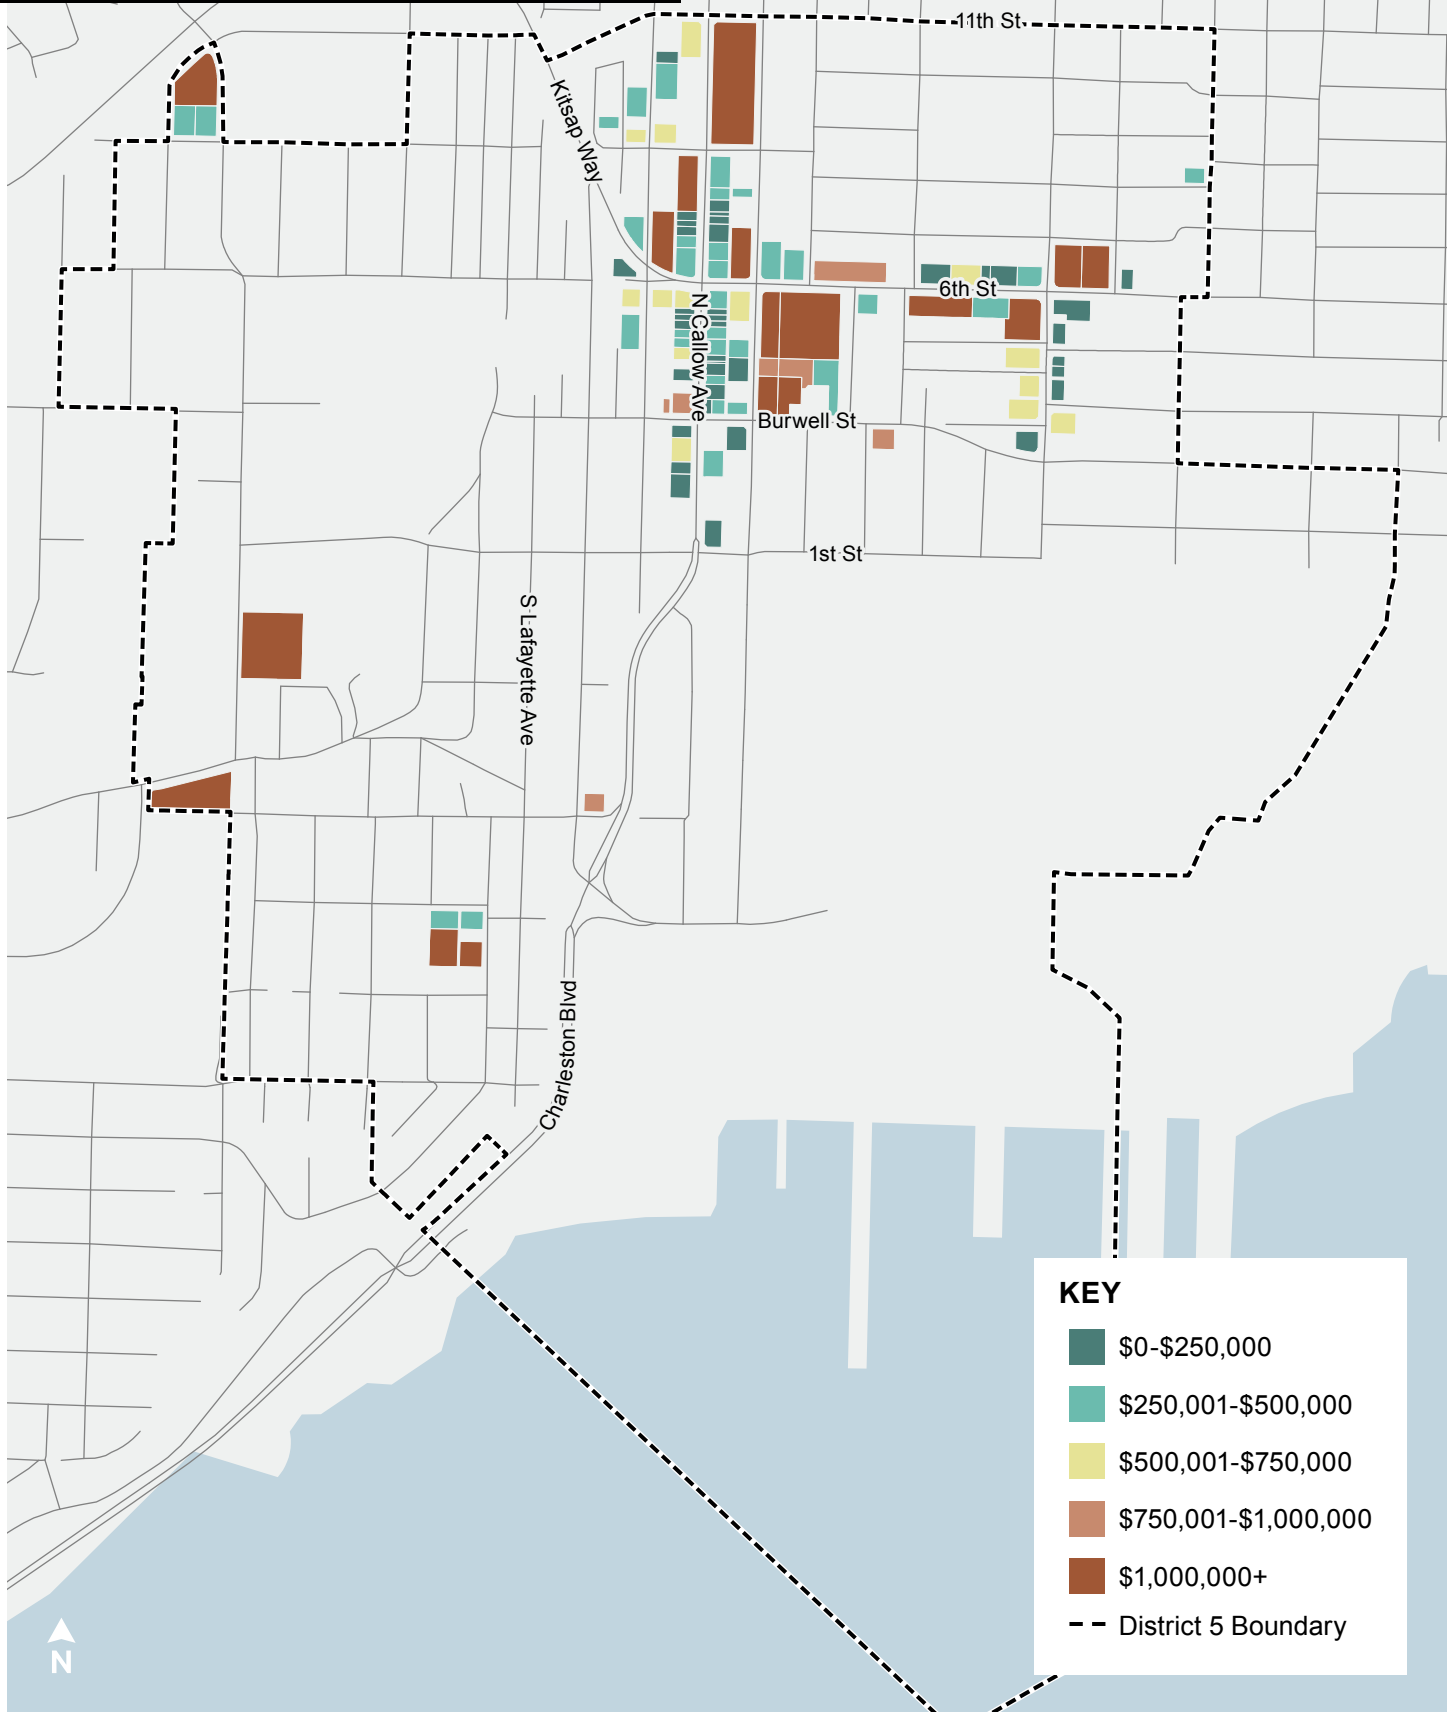 11th St
Kitsap Way
6th St
N Callow Ave
Burwell St
1st St
S Lafayette Ave
Charleston Blvd
KEY
$0-$250,000
$250,001-$500,000
$500,001-$750,000
$750,001-$1,000,000
$1,000,000+
District 5 Boundary
N